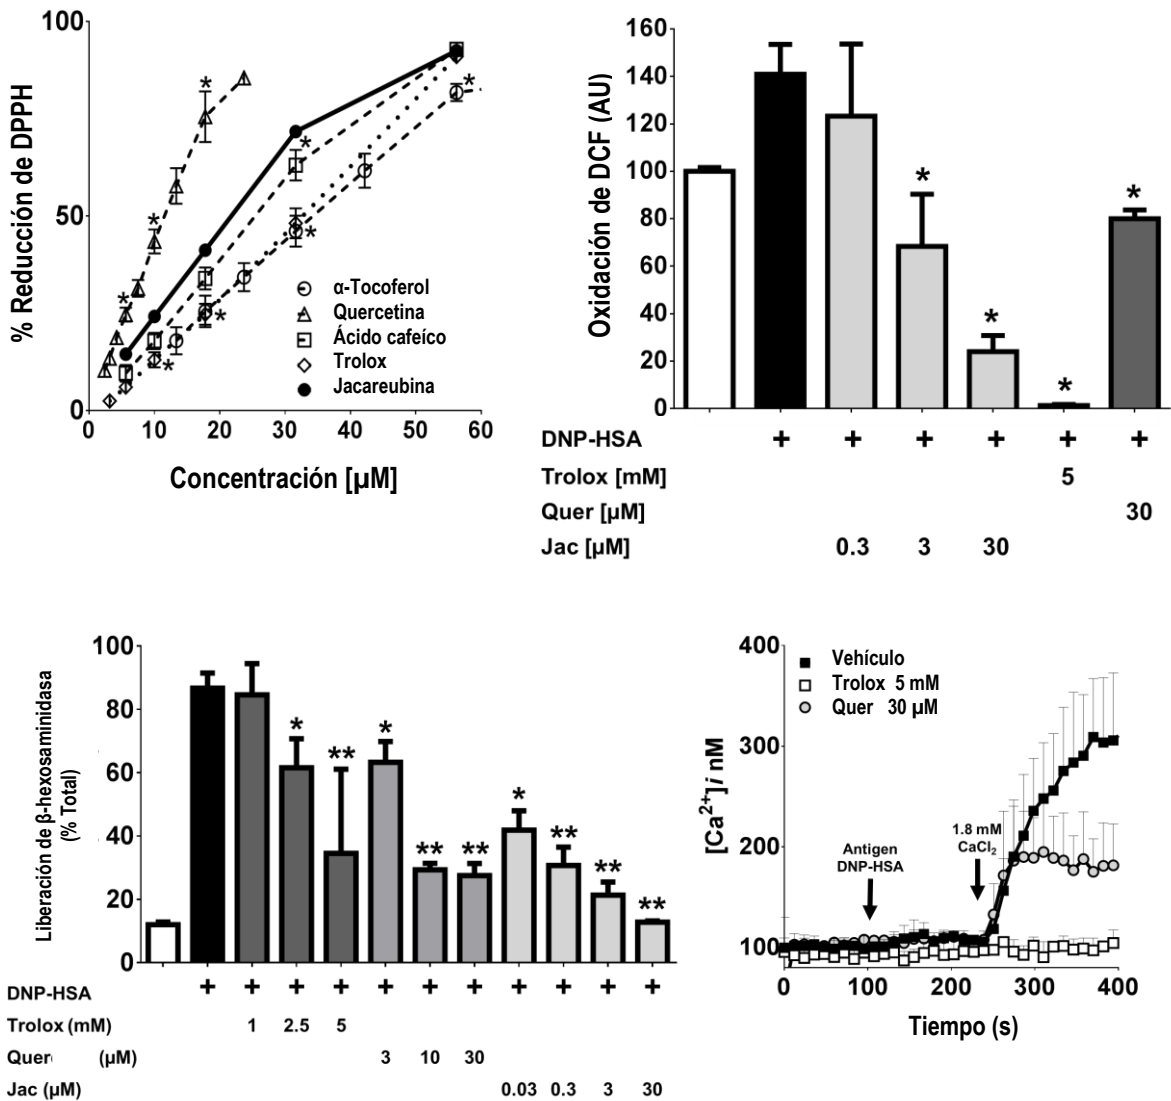 100
% Reducción de DPPH
50
0
0 10 20 30 40 50 60
Concentración [µM]
* * * * * * * * *
α-Tocoferol
Quercetina
Ácido cafeíco
Trolox
Jacareubina
Oxidación de DCF (AU)
160
140
120
100
80
60
40
20
0
* * * *
DNP-HSA + + + + + +
Trolox [mM] 5
Quer [µM] 30
Jac [µM] 0.3 3 30
Liberación de β-hexosaminidasa
(% Total)
100
80
60
40
20
0
* ** * ** ** * ** ** **
DNP-HSA + + + + + + + + + + +
Trolox (mM) 1 2.5 5
Quer (µM) 3 10 30
Jac (µM) 0.03 0.3 3 30
[Ca2+]i nM
400
300
200
100
Vehículo
Trolox 5 mM
Quer 30 µM
Antigen
DNP-HSA
1.8 mM
CaCl2
0 100 200 300 400
Tiempo (s)